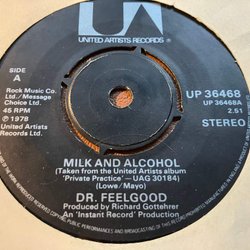 UA
UNITED ARTISTS RECORDS
SIDE
A
Rock Music Co.
Ltd./Message
Choice Ltd.
45 RPM
℗ 1978
United Artists
Records Ltd.
UP 36468
UP 36468A
2.51
STEREO
MILK AND ALCOHOL
(Taken from the United Artists album
'Private Practice' — UAG 30184)
(Lowe/Mayo)
DR. FEELGOOD
Produced by Richard Gottehrer
An 'Instant Record' Production